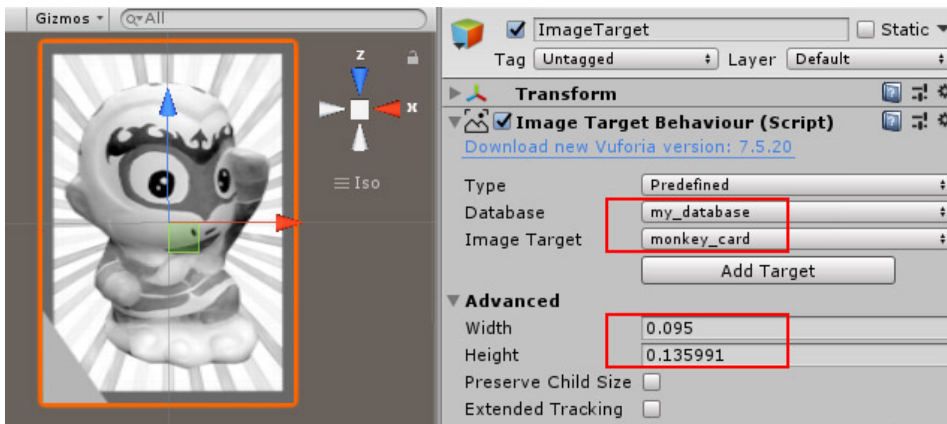 Gizmos All
z
x
Iso
ImageTarget Static
Tag Untagged Layer Default
Transform
Image Target Behaviour (Script)
Download new Vuforia version: 7.5.20
Type Predefined
Database my_database
Image Target monkey_card
Add Target
Advanced
Width 0.095
Height 0.135991
Preserve Child Size
Extended Tracking